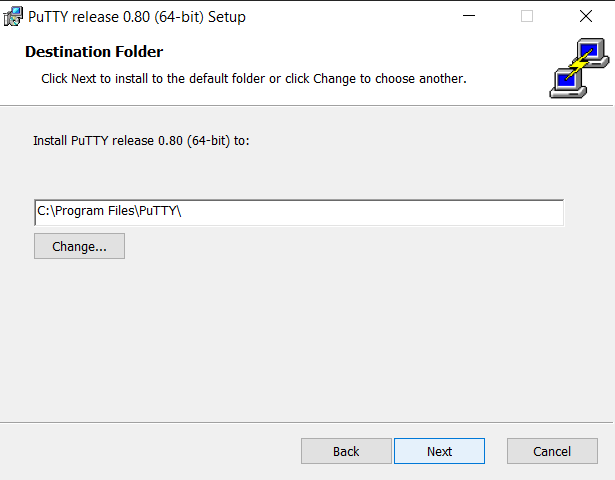 PuTTY release 0.80 (64-bit) Setup
Destination Folder
Click Next to install to the default folder or click Change to choose another.
Install PuTTY release 0.80 (64-bit) to:
C:\Program Files\PuTTY\
Change...
Back Next Cancel